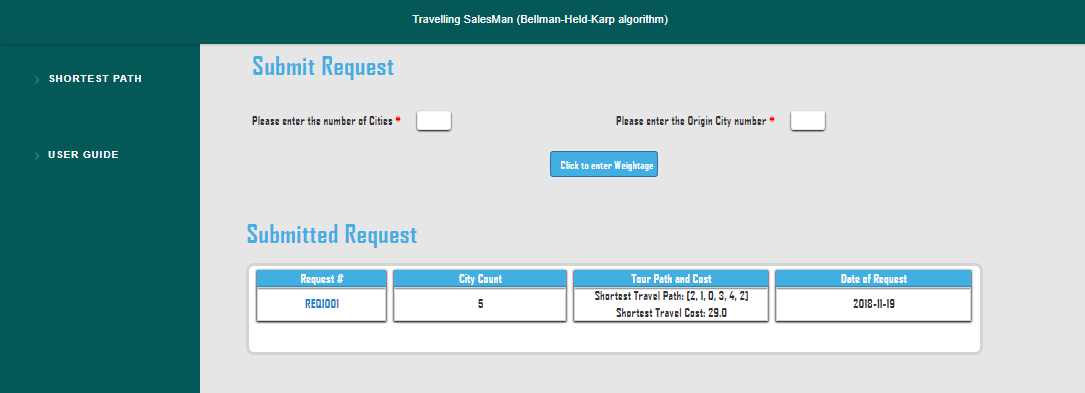 Travelling SalesMan (Bellman-Held-Karp algorithm)
SHORTEST PATH
USER GUIDE
Submit Request
Please enter the number of Cities *
Please enter the Origin City number *
Click to enter Weightage
Submitted Request
Request # City Count Tour Path and Cost Date of Request
REQ1001 5 Shortest Travel Path: [2, 1, 0, 3, 4, 2] 2018-11-19
Shortest Travel Cost: 29.0